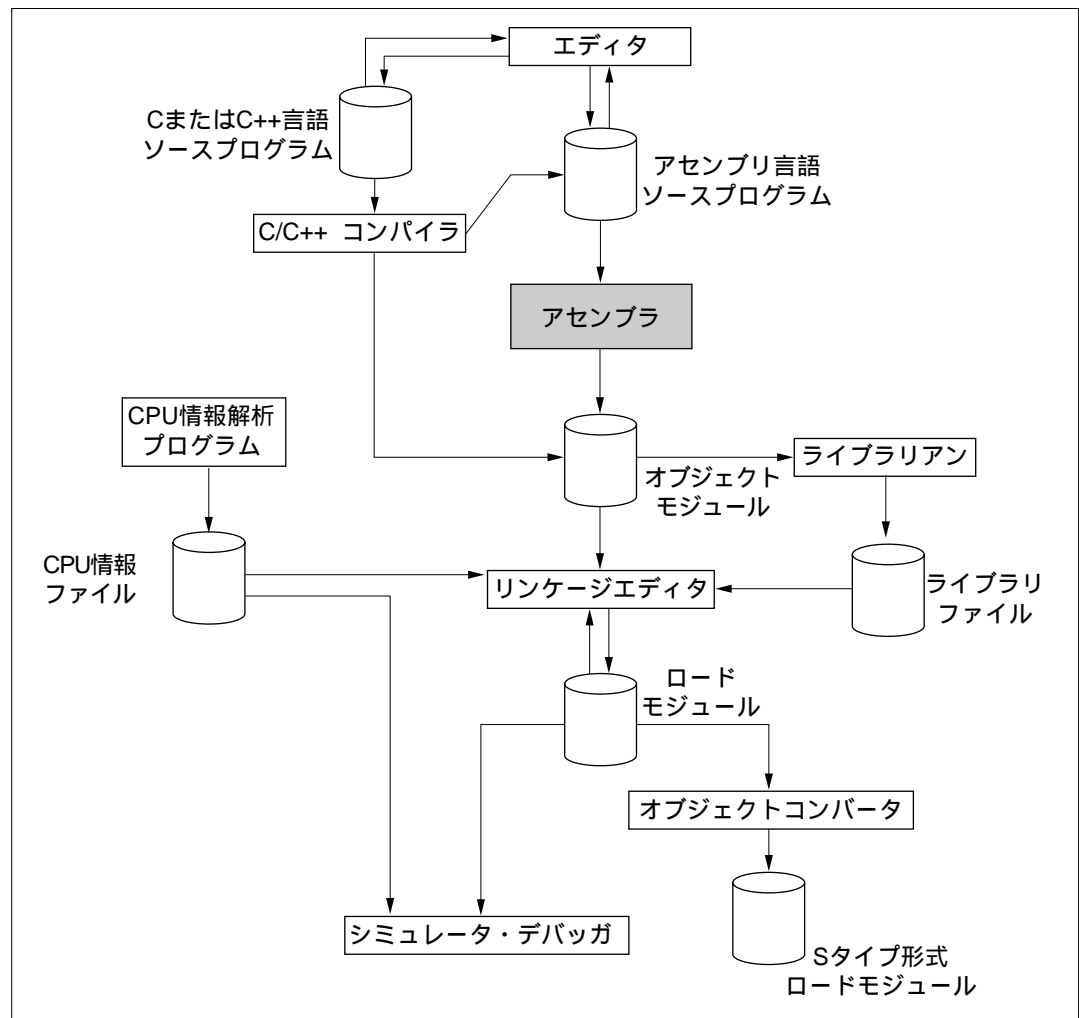 エディタ
CまたはC++言語
ソースプログラム
アセンブリ言語
ソースプログラム
C/C++ コンパイラ
アセンブラ
CPU情報解析
プログラム
オブジェクト
モジュール
ライブラリアン
CPU情報
ファイル
リンケージエディタ
ライブラリ
ファイル
ロード
モジュール
オブジェクトコンバータ
シミュレータ・デバッガ
Sタイプ形式
ロードモジュール